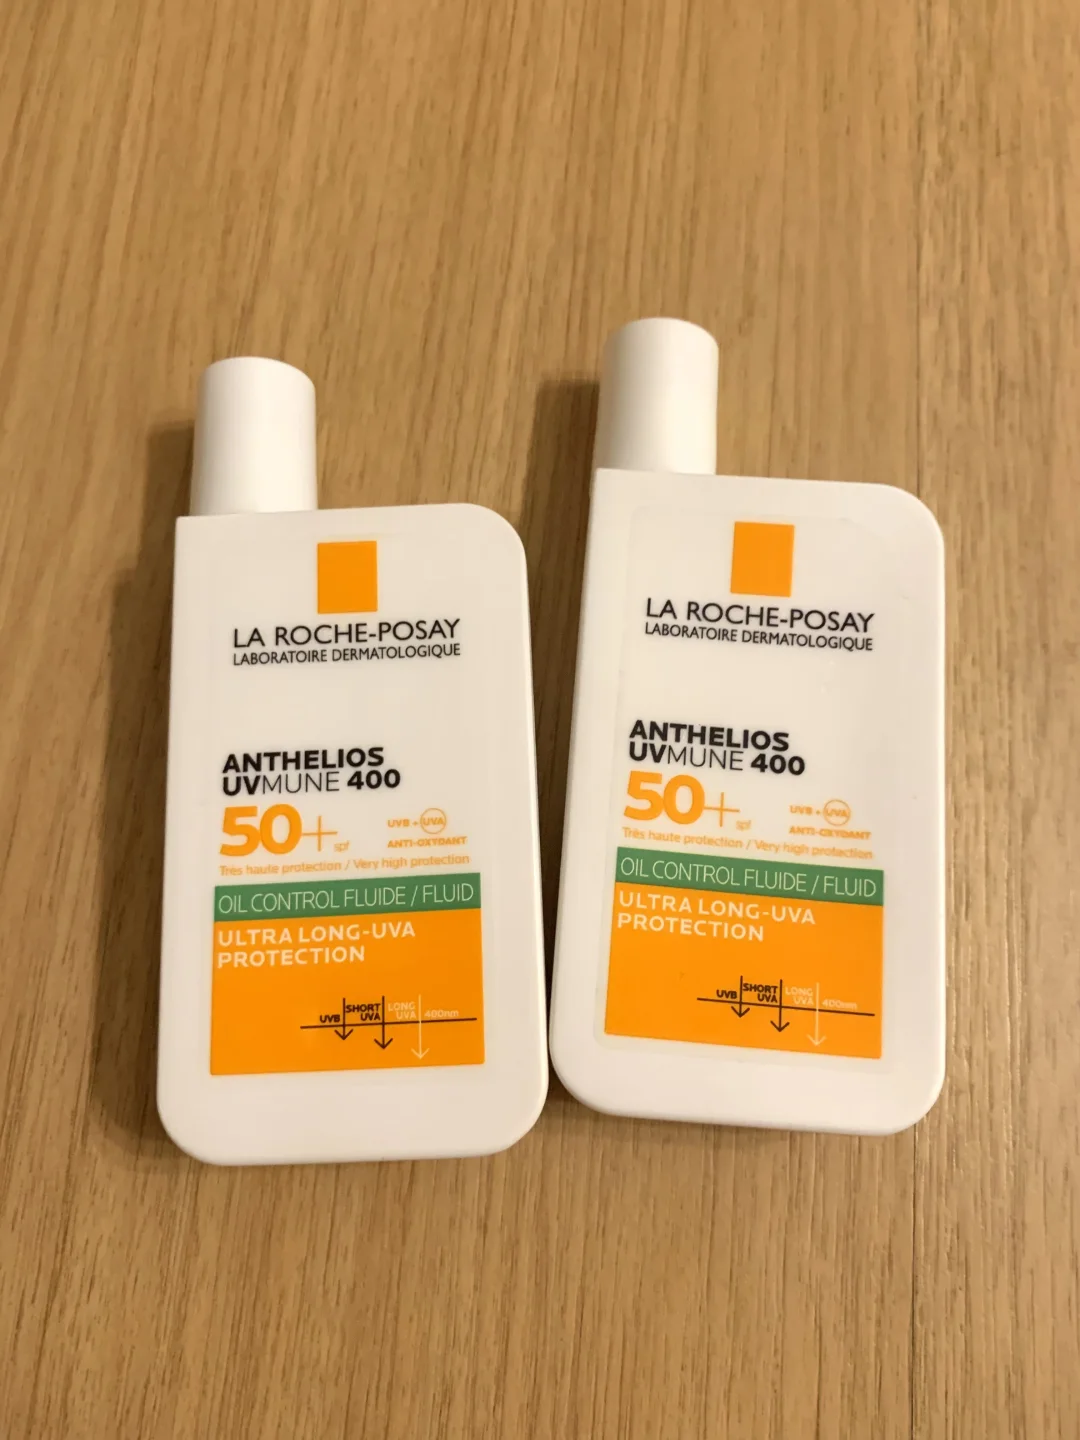 LA ROCHE-POSAY
LABORATOIRE DERMATOLOGIQUE
ANTHELIOS
UVMUNE 400
50+ spf
UVB + UVA
ANTI-OXYDANT
Très haute protection / Very high protection
OIL CONTROL FLUIDE / FLUID
ULTRA LONG-UVA
PROTECTION
UVB
SHORT
UVA
LONG
UVA
400nm
LA ROCHE-POSAY
LABORATOIRE DERMATOLOGIQUE
ANTHELIOS
UVMUNE 400
50+ spf
UVB + UVA
ANTI-OXYDANT
Très haute protection / Very high protection
OIL CONTROL FLUIDE / FLUID
ULTRA LONG-UVA
PROTECTION
UVB
SHORT
UVA
LONG
UVA
400nm